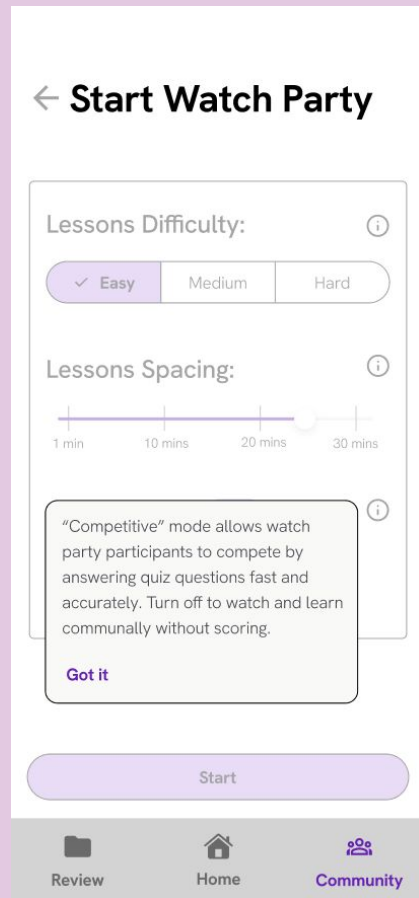 Start Watch Party
Lessons Difficulty:
Easy Medium Hard
Lessons Spacing:
1 min 10 mins 20 mins 30 mins
“Competitive” mode allows watch
party participants to compete by
answering quiz questions fast and
accurately. Turn off to watch and learn
communally without scoring.
Got it
Start
Review Home Community